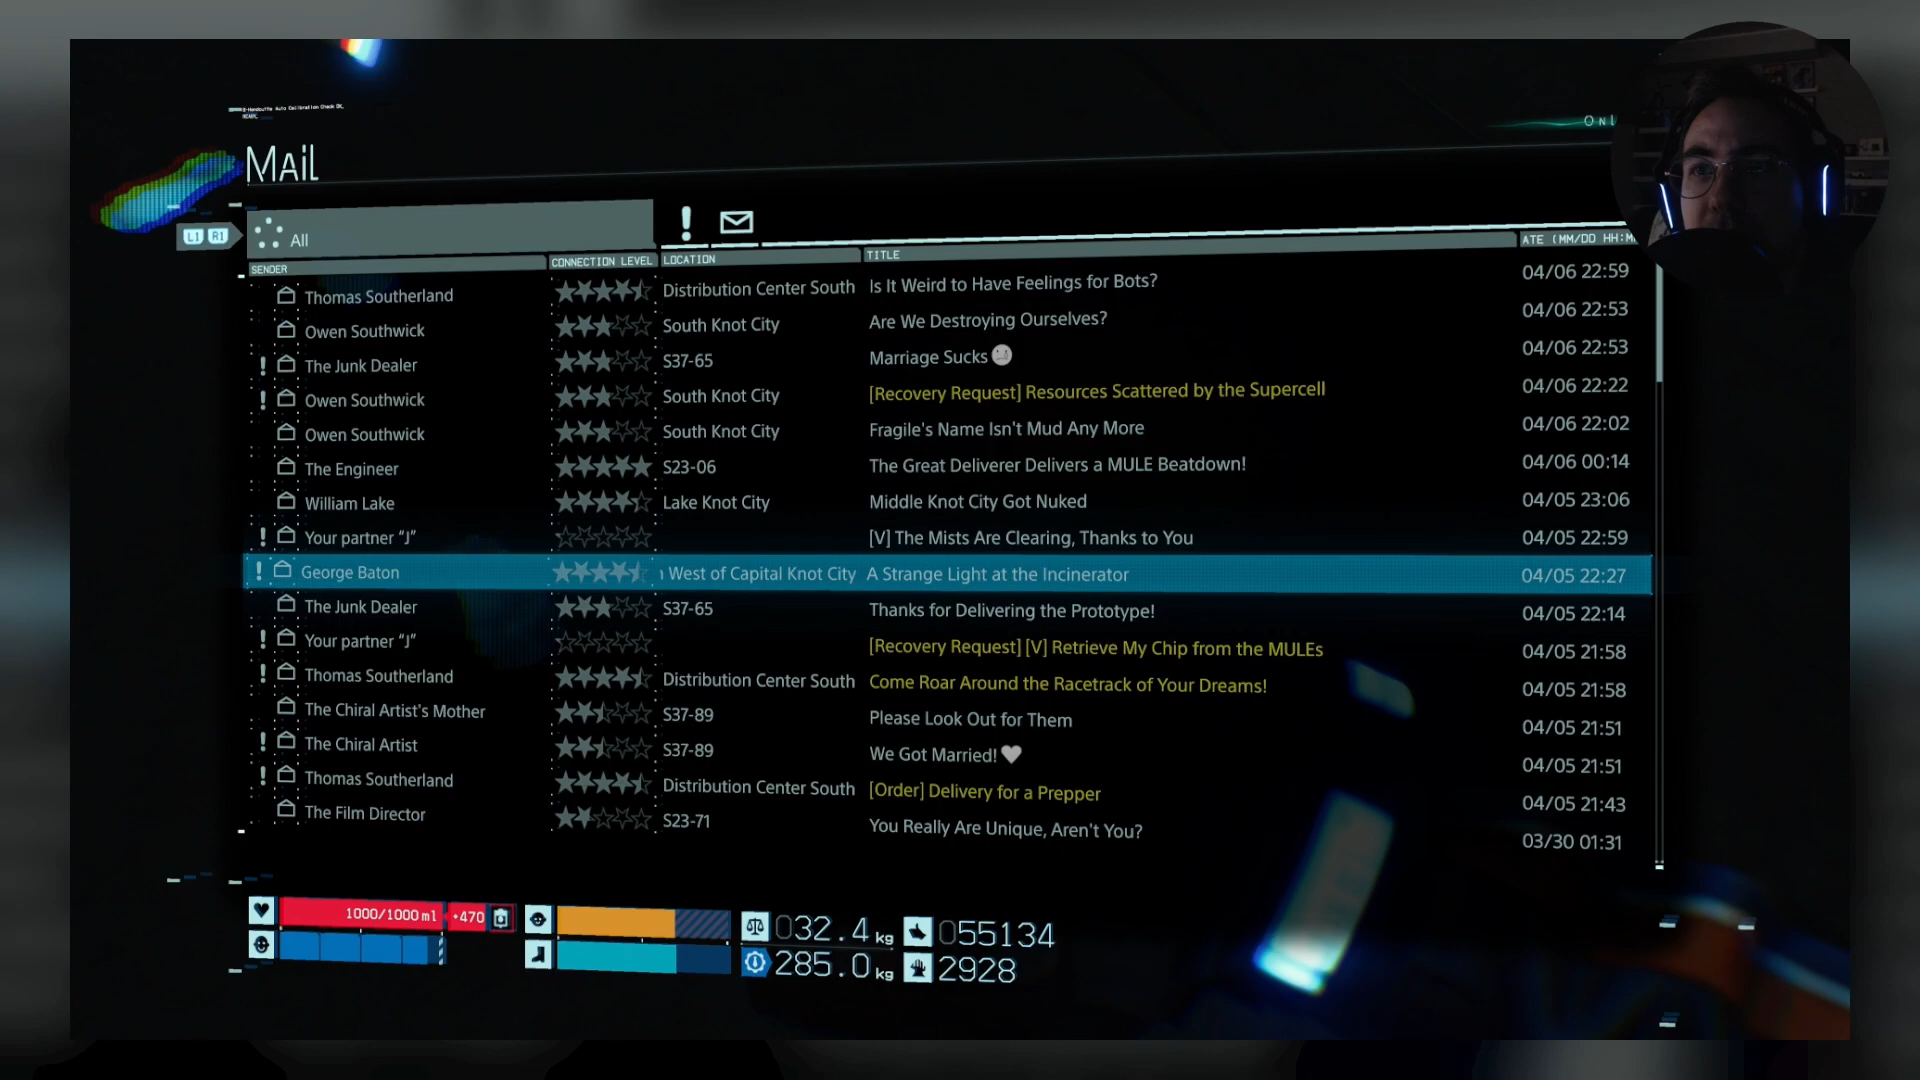 NEARL
Mail
Onl
L1 R1
All
SENDER CONNECTION LEVEL LOCATION TITLE ATE (MM/DD HH:M
Thomas Southerland Distribution Center South Is It Weird to Have Feelings for Bots? 04/06 22:59
Owen Southwick South Knot City Are We Destroying Ourselves? 04/06 22:53
! The Junk Dealer S37-65 Marriage Sucks 04/06 22:53
! Owen Southwick South Knot City [Recovery Request] Resources Scattered by the Supercell 04/06 22:22
Owen Southwick South Knot City Fragile's Name Isn't Mud Any More 04/06 22:02
The Engineer S23-06 The Great Deliverer Delivers a MULE Beatdown! 04/06 00:14
William Lake Lake Knot City Middle Knot City Got Nuked 04/05 23:06
! Your partner “J” [V] The Mists Are Clearing, Thanks to You 04/05 22:59
! George Baton West of Capital Knot City A Strange Light at the Incinerator 04/05 22:27
The Junk Dealer S37-65 Thanks for Delivering the Prototype! 04/05 22:14
! Your partner “J” [Recovery Request] [V] Retrieve My Chip from the MULEs 04/05 21:58
! Thomas Southerland Distribution Center South Come Roar Around the Racetrack of Your Dreams! 04/05 21:58
The Chiral Artist's Mother S37-89 Please Look Out for Them 04/05 21:51
! The Chiral Artist S37-89 We Got Married! 04/05 21:51
! Thomas Southerland Distribution Center South [Order] Delivery for a Prepper 04/05 21:43
The Film Director S23-71 You Really Are Unique, Aren't You? 03/30 01:31
1000/1000 ml +470 032.4 kg 055134
285.0 kg 2928